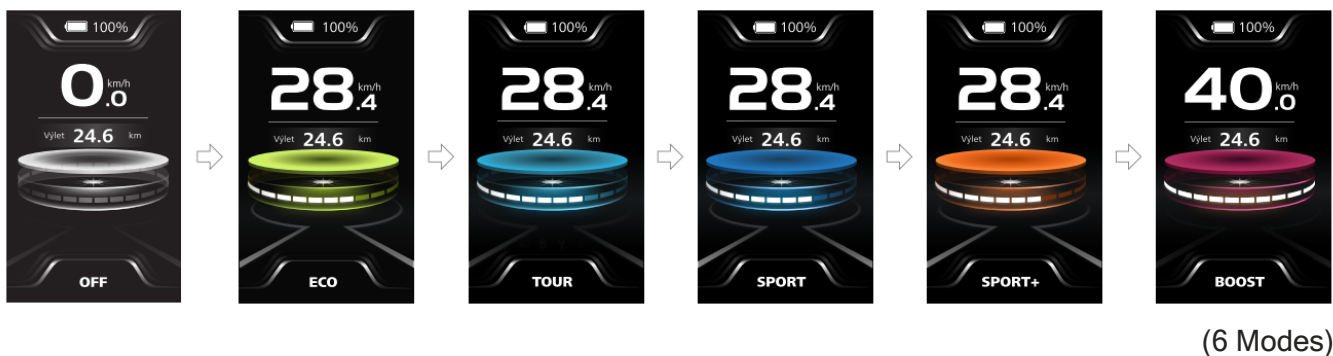 100%
0.0 km/h
Výlet 24.6 km
OFF
100%
28.4 km/h
Výlet 24.6 km
ECO
100%
28.4 km/h
Výlet 24.6 km
TOUR
100%
28.4 km/h
Výlet 24.6 km
SPORT
100%
28.4 km/h
Výlet 24.6 km
SPORT+
100%
40.0 km/h
Výlet 24.6 km
BOOST
(6 Modes)